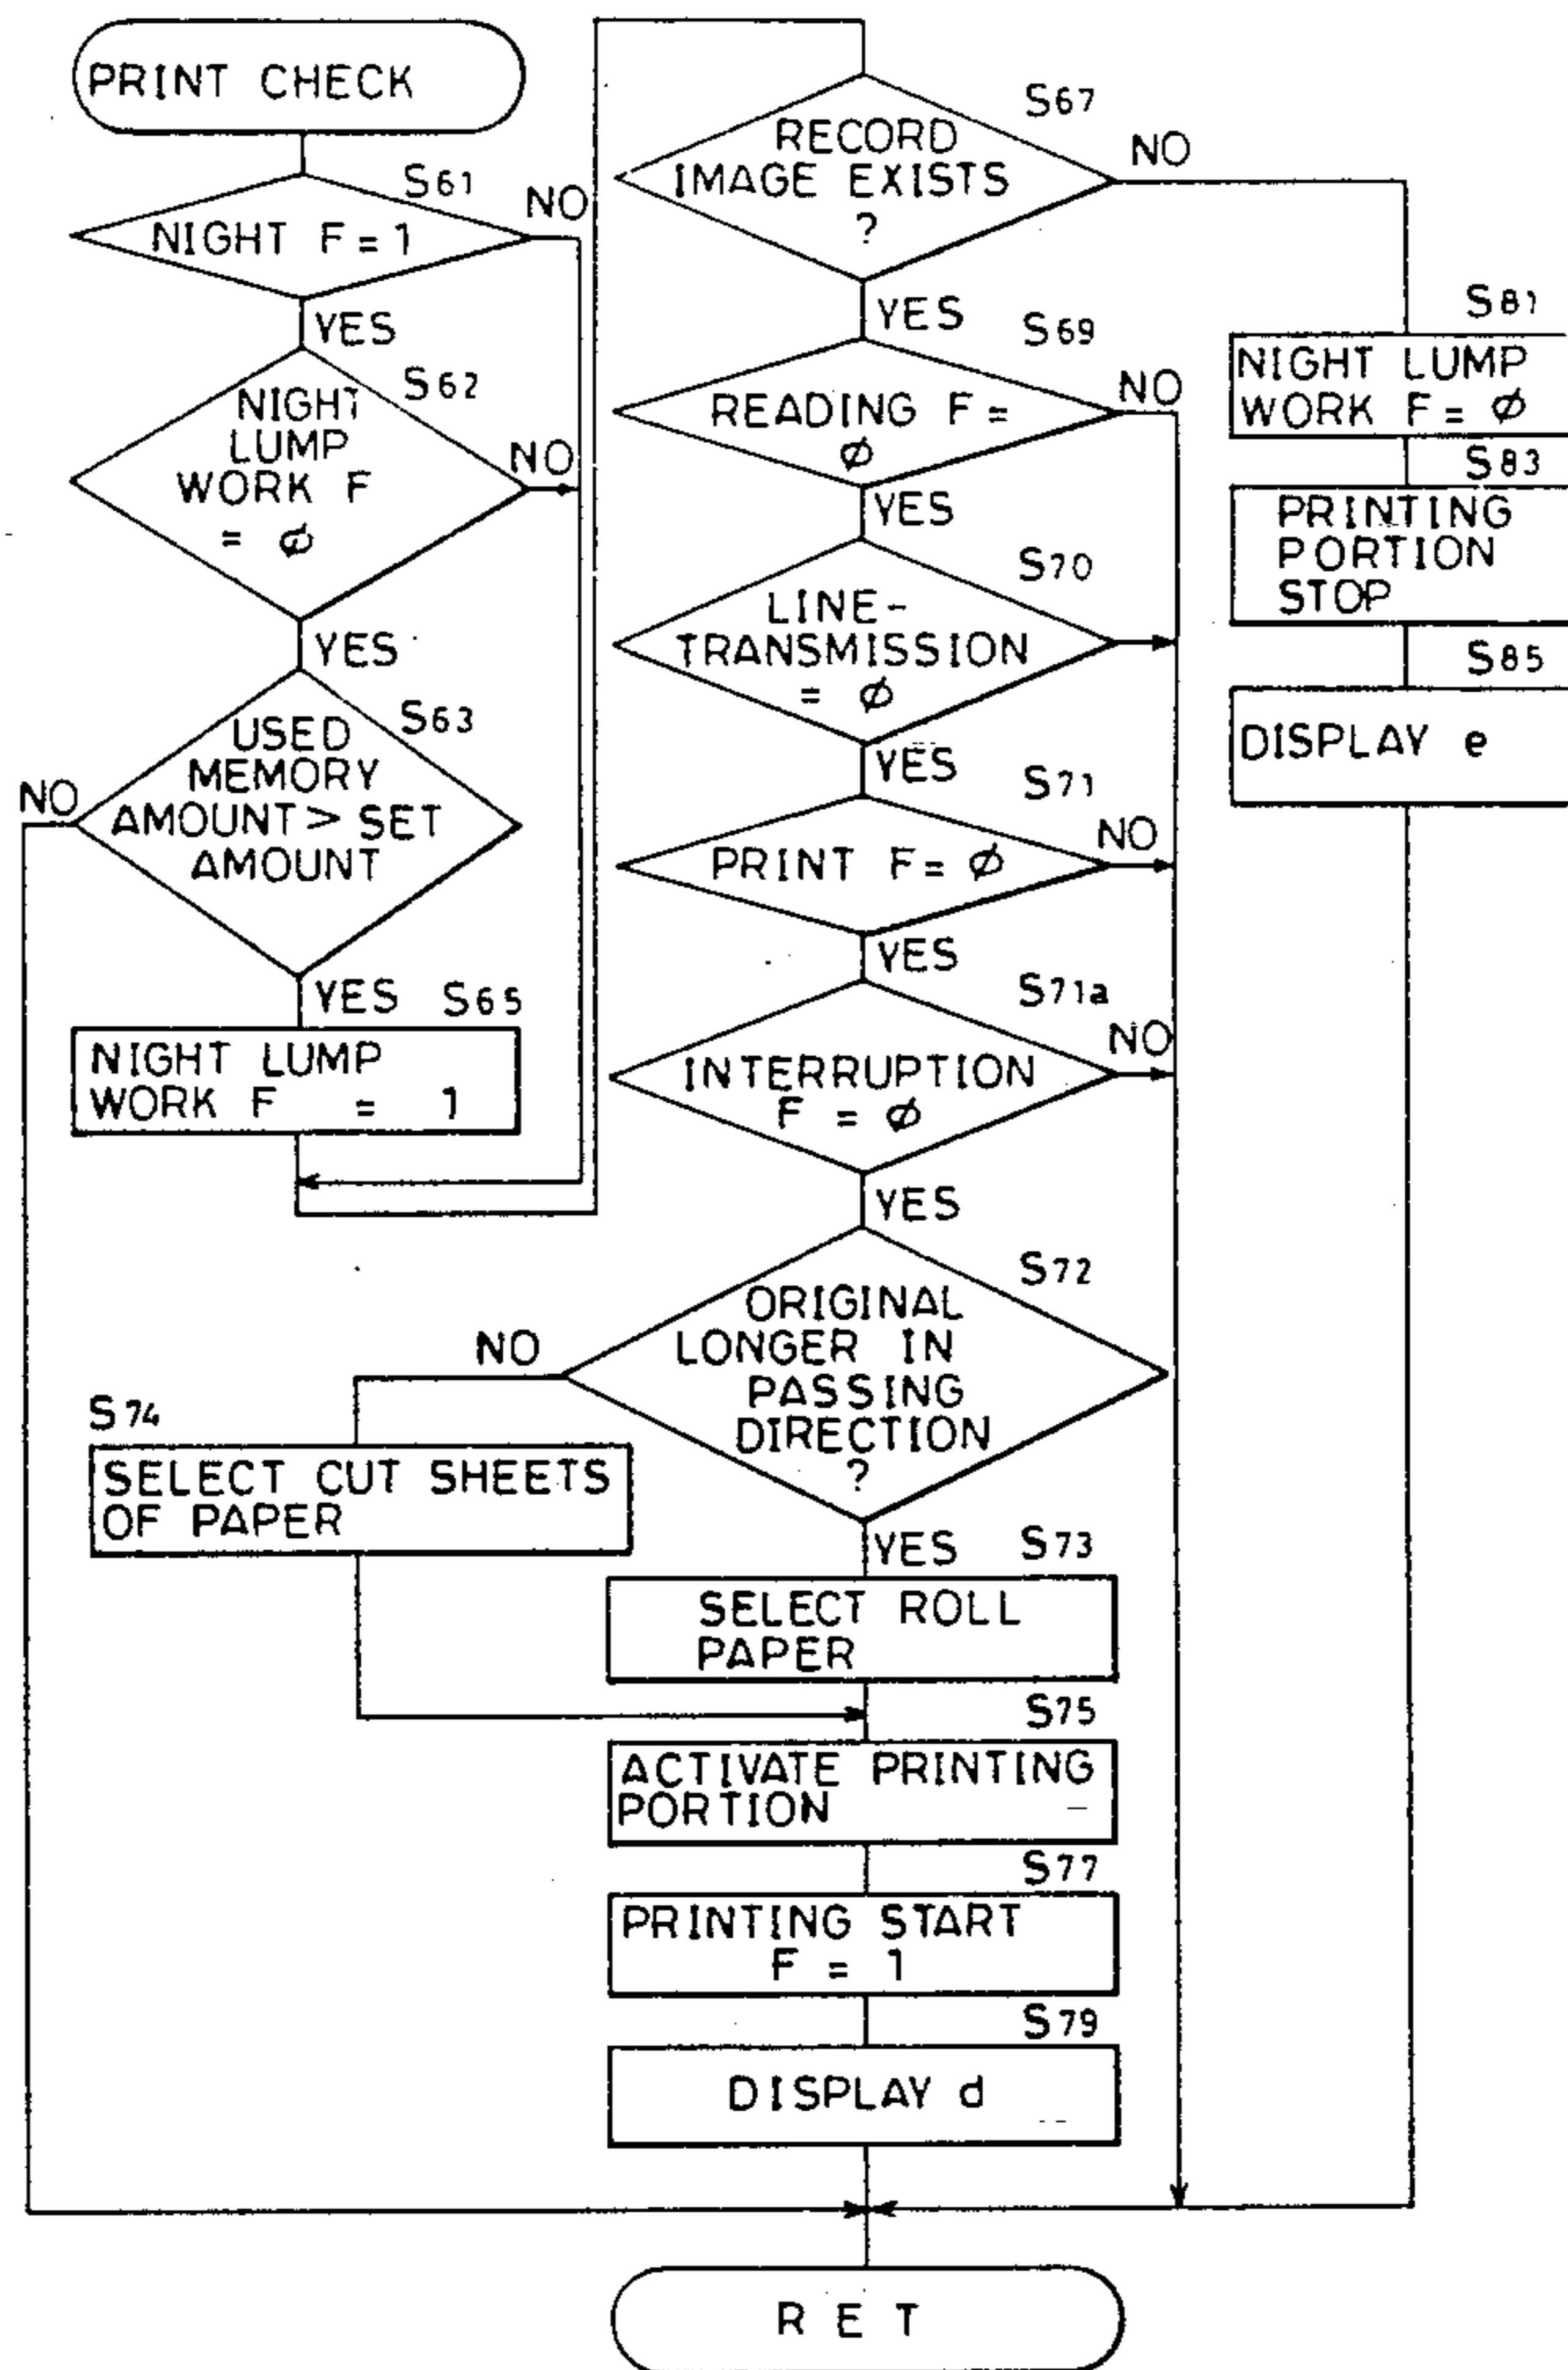 PRINT CHECK
S61
NO
NIGHT F = 1
YES
S62
NIGHT
LUMP
WORK F
= ϕ
NO
YES
S63
USED
MEMORY
AMOUNT > SET
AMOUNT
NO
YES
S65
NIGHT LUMP
WORK F = 1
S67
RECORD
IMAGE EXISTS
?
NO
YES
S69
READING F =
ϕ
NO
YES
S70
LINE-
TRANSMISSION
= ϕ
YES
S71
PRINT F = ϕ
NO
YES
S71a
INTERRUPTION
F = ϕ
NO
YES
S72
ORIGINAL
LONGER IN
PASSING
DIRECTION
?
NO
S74
SELECT CUT SHEETS
OF PAPER
YES
S73
SELECT ROLL
PAPER
S75
ACTIVATE PRINTING
PORTION
S77
PRINTING START
F = 1
S79
DISPLAY d
S81
NIGHT LUMP
WORK F = ϕ
S83
PRINTING
PORTION
STOP
S85
DISPLAY e
RET